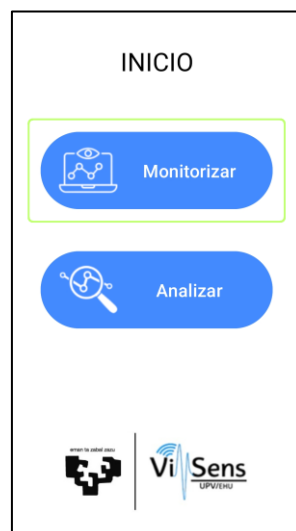 INICIO
Monitorizar
Analizar
eman ta zabal zazu
ViSens
UPV/EHU